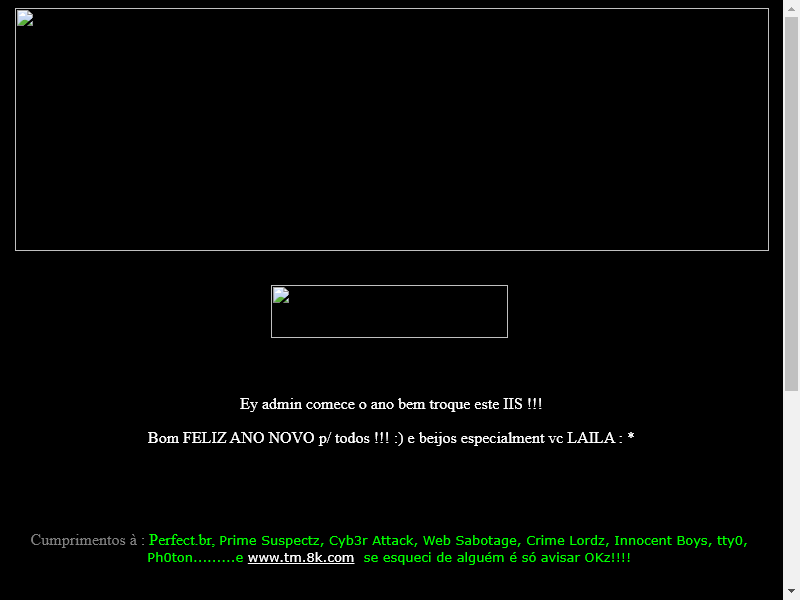 Ey admin comece o ano bem troque este IIS !!!
Bom FELIZ ANO NOVO p/ todos !!! :) e beijos especialment vc LAILA : *
Cumprimentos à : Perfect.br, Prime Suspectz, Cyb3r Attack, Web Sabotage, Crime Lordz, Innocent Boys, tty0,
Ph0ton.........e www.tm.8k.com  se esqueci de alguém é só avisar OKz!!!!